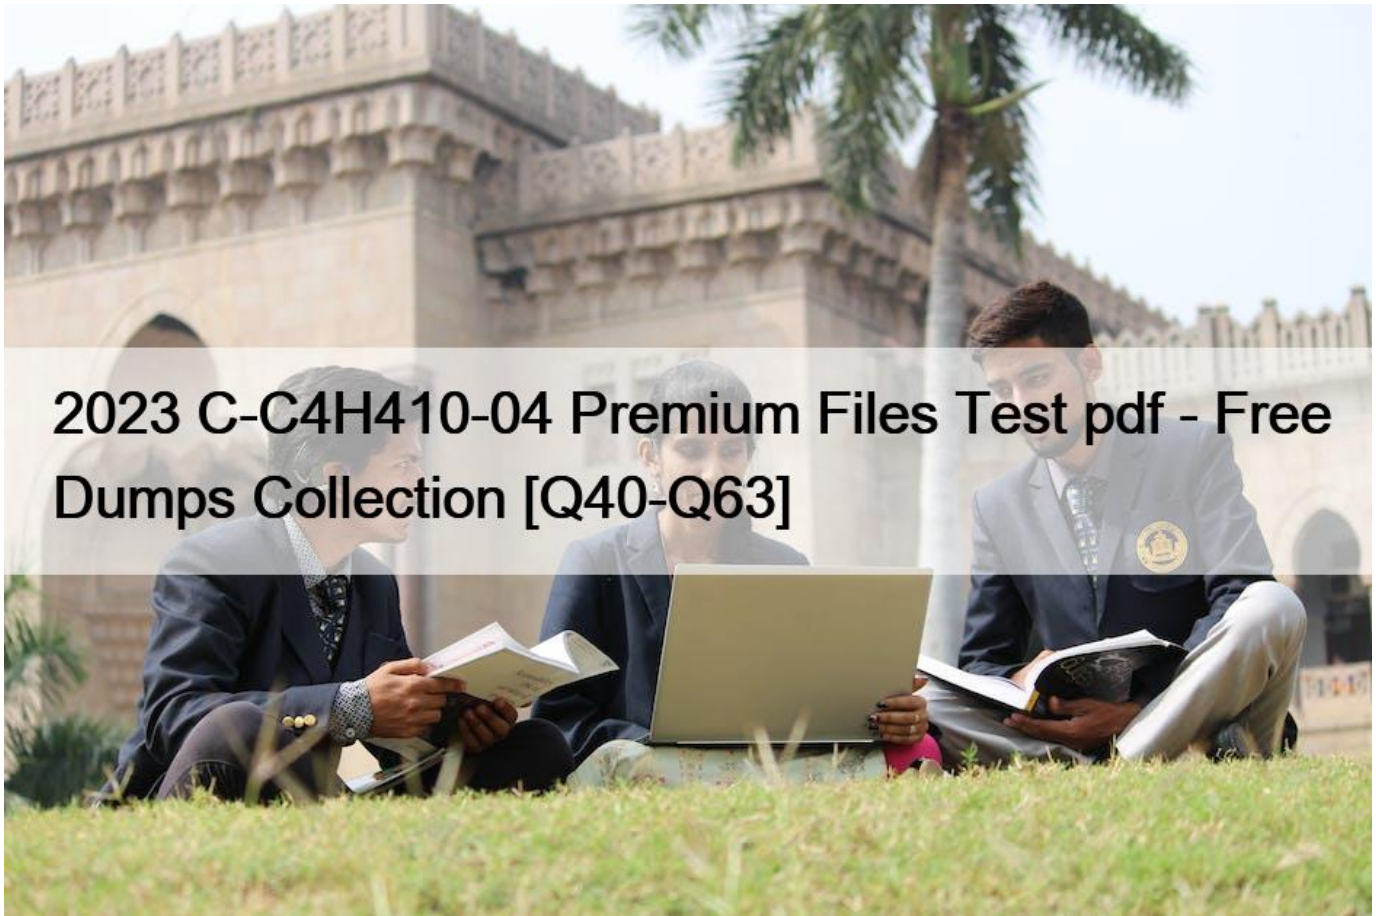 2023 C-C4H410-04 Premium Files Test pdf - Free
Dumps Collection [Q40-Q63]